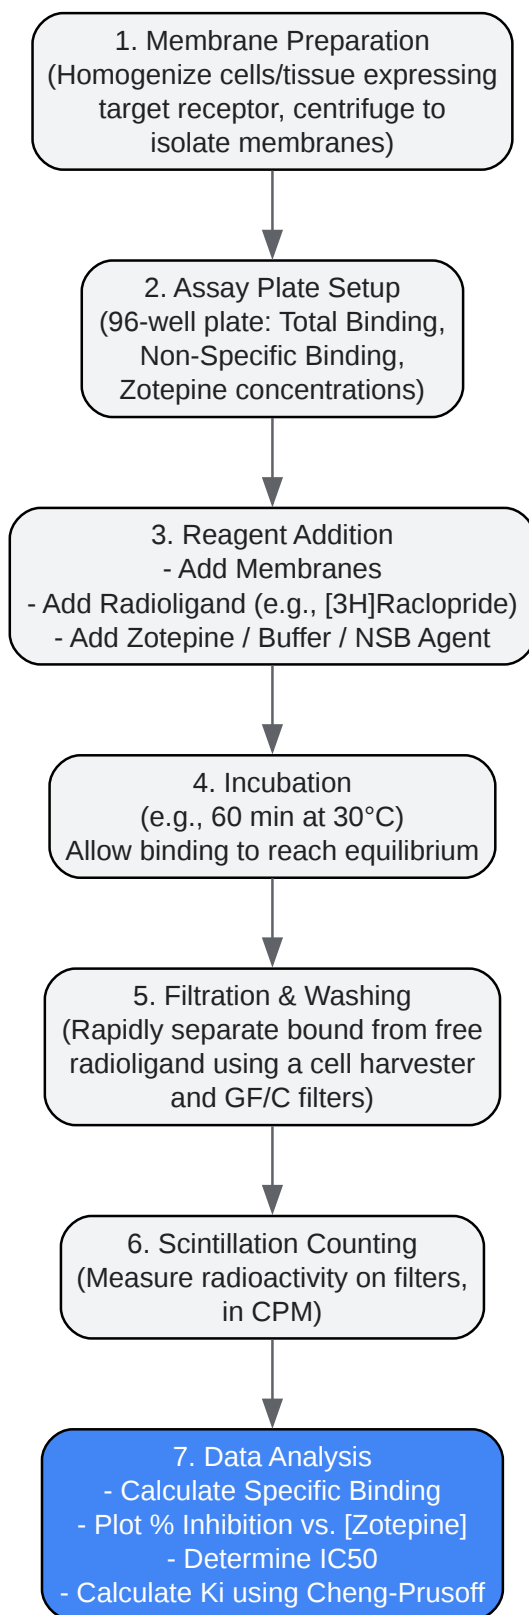 1. Membrane Preparation
(Homogenize cells/tissue expressing
target receptor, centrifuge to
isolate membranes)
2. Assay Plate Setup
(96-well plate: Total Binding,
Non-Specific Binding,
Zotepine concentrations)
3. Reagent Addition
- Add Membranes
- Add Radioligand (e.g., [3H]Raclopride)
- Add Zotepine / Buffer / NSB Agent
4. Incubation
(e.g., 60 min at 30°C)
Allow binding to reach equilibrium
5. Filtration & Washing
(Rapidly separate bound from free
radioligand using a cell harvester
and GF/C filters)
6. Scintillation Counting
(Measure radioactivity on filters,
in CPM)
7. Data Analysis
- Calculate Specific Binding
- Plot % Inhibition vs. [Zotepine]
- Determine IC50
- Calculate Ki using Cheng-Prusoff